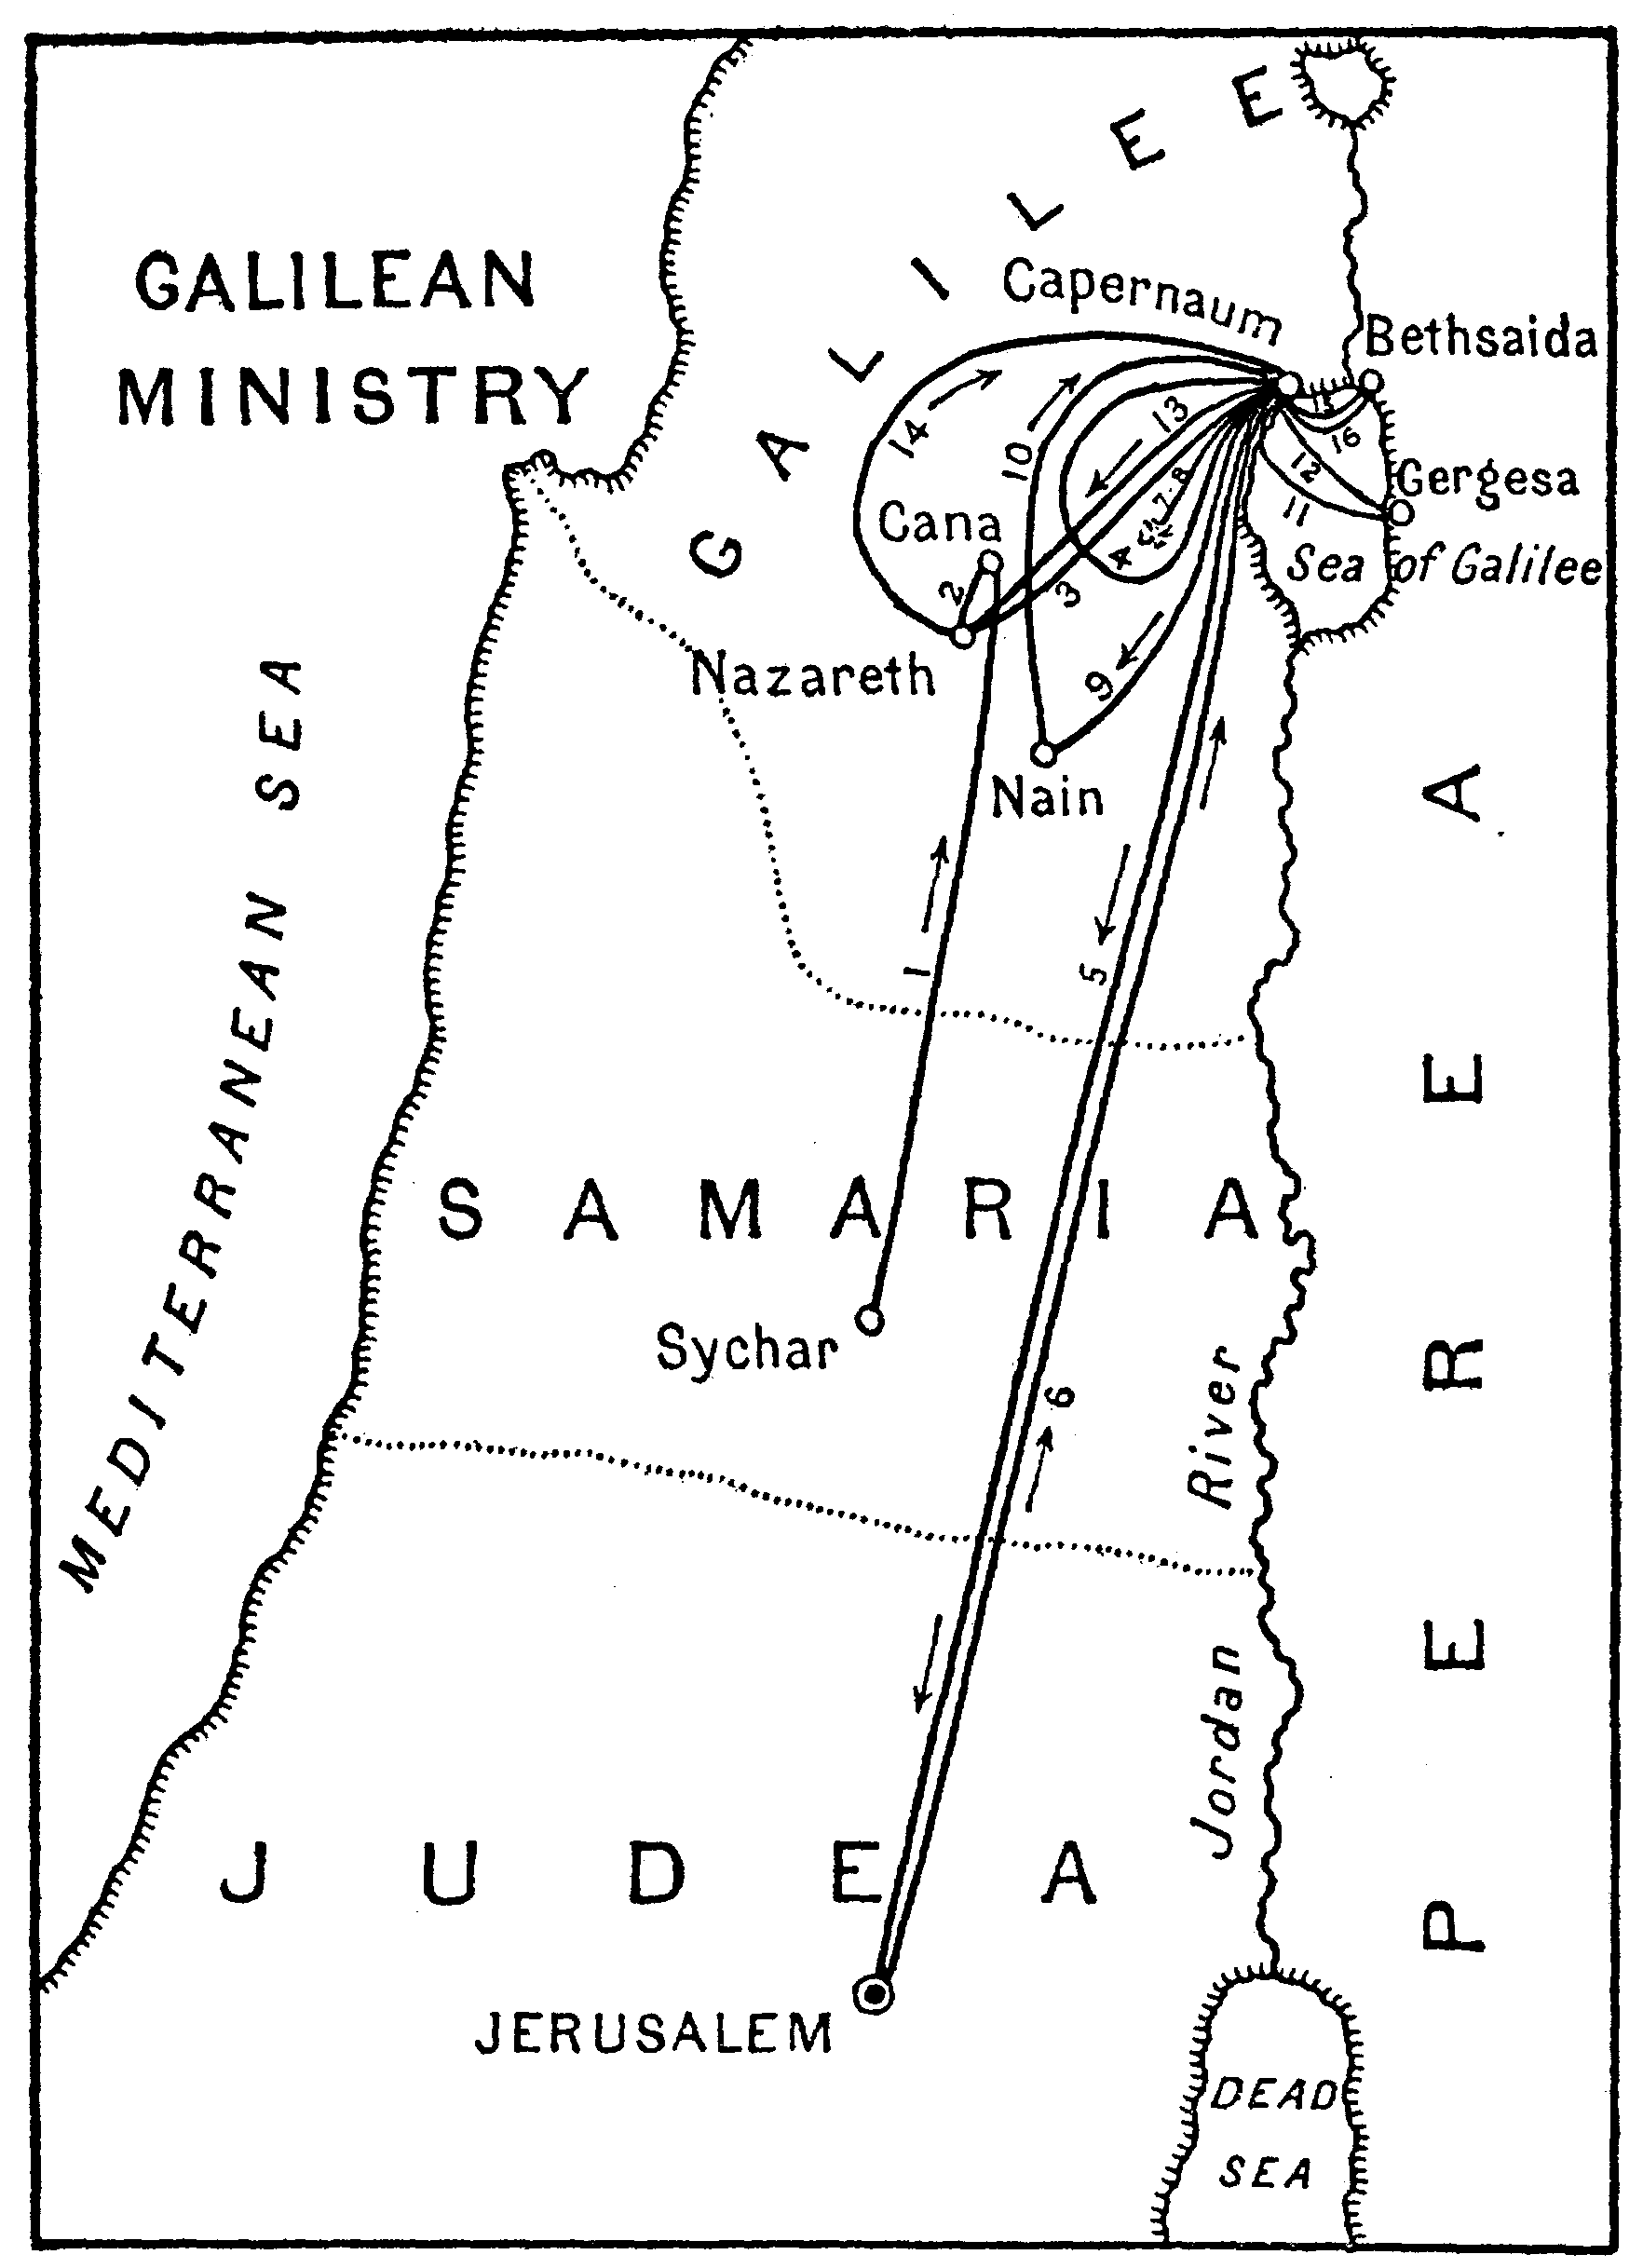 GALILEAN
MINISTRY
GALILEE
Capernaum
Bethsaida
15
16
13
14
10
7-8
12
11
Gergesa
Cana
4
Sea of Galilee
2
3
Nazareth
9
Nain
MEDITERRANEAN SEA
1
5
SAMARIA
Sychar
6
Jordan River
PEREA
JUDEA
JERUSALEM
DEAD
SEA